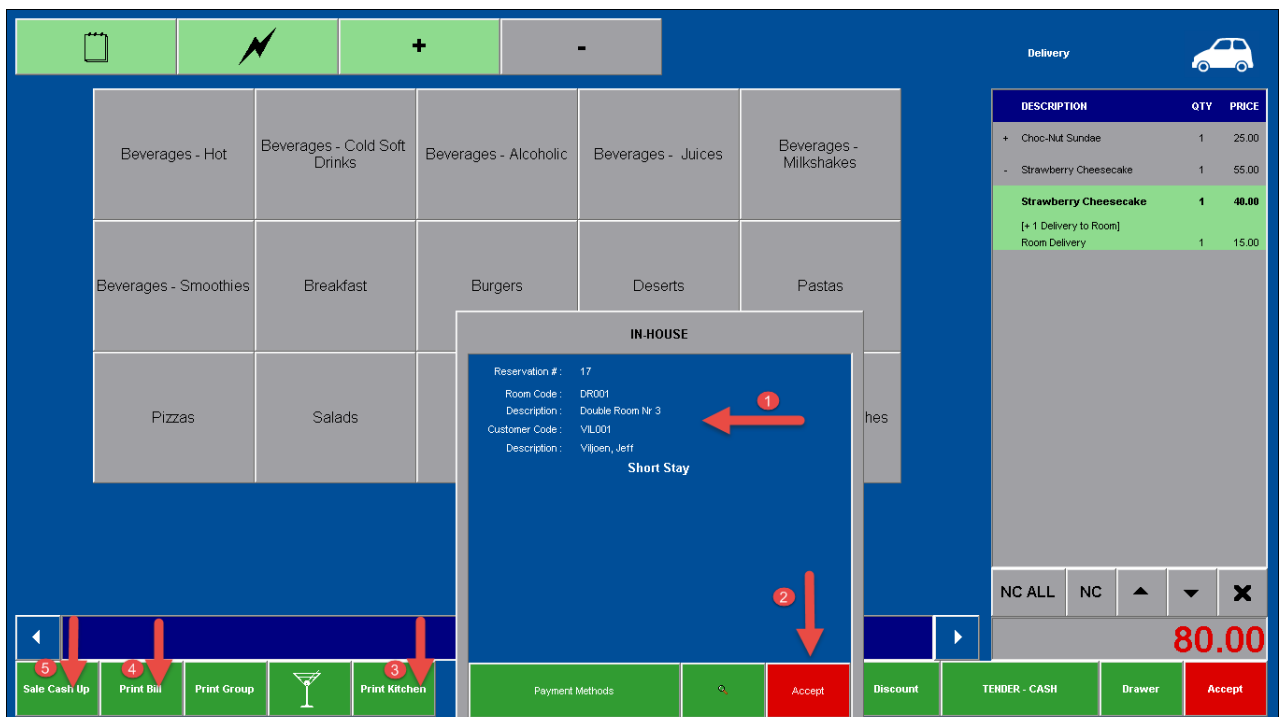 +
-
Delivery
Beverages - Hot
Beverages - Cold Soft
Drinks
Beverages - Alcoholic
Beverages - Juices
Beverages -
Milkshakes
Beverages - Smoothies
Breakfast
Burgers
Deserts
Pastas
Pizzas
Salads
hes
DESCRIPTION QTY PRICE
+ Choc-Nut Sundae 1 25.00
- Strawberry Cheesecake 1 55.00
Strawberry Cheesecake 1 40.00
[+ 1 Delivery to Room]
Room Delivery 1 15.00
IN-HOUSE
Reservation # : 17
Room Code : DR001
Description : Double Room Nr 3
Customer Code : VIL001
Description : Viljoen, Jeff
Short Stay
1
2
Payment Methods
Accept
NC ALL
NC
80.00
5
4
3
Sale Cash Up
Print Bill
Print Group
Print Kitchen
Discount
TENDER - CASH
Drawer
Accept